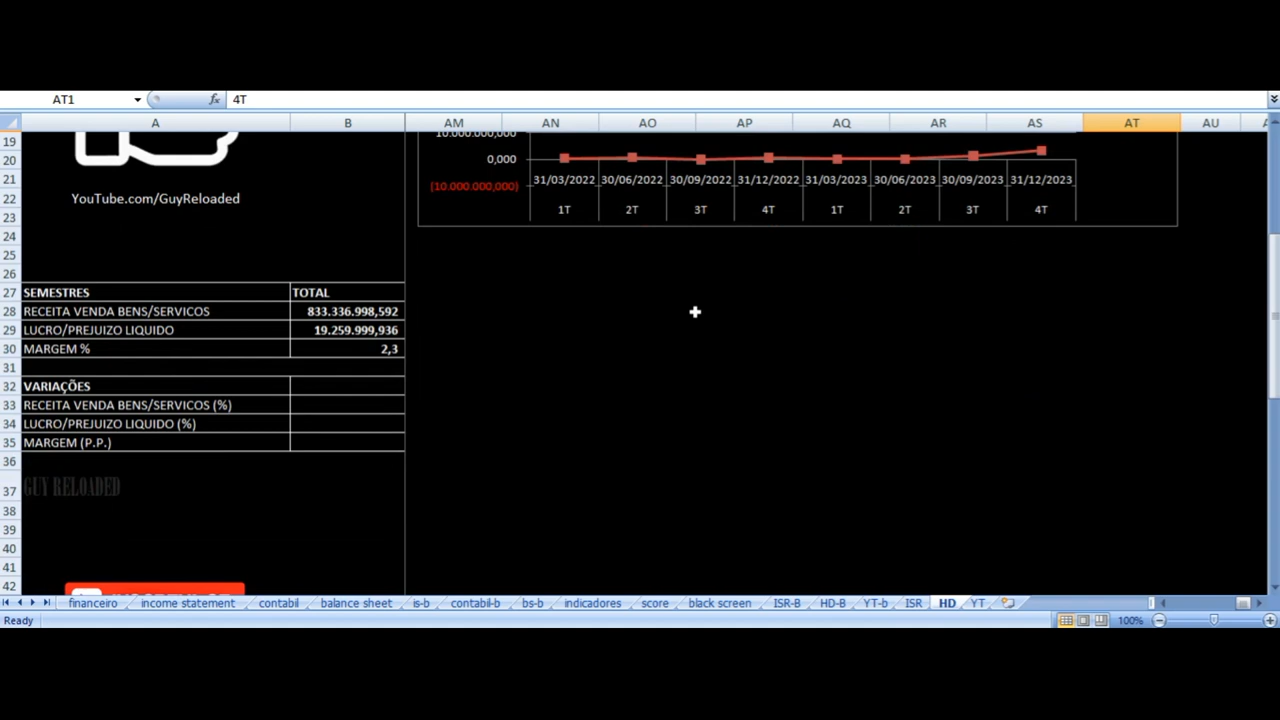 AT1 4T
A B AM AN AO AP AQ AR AS AT AU
19
20 0,000
21 (10.000.000,000) 31/03/2022 30/06/2022 30/09/2022 31/12/2022 31/03/2023 30/06/2023 30/09/2023 31/12/2023
22 YouTube.com/GuyReloaded 1T 2T 3T 4T 1T 2T 3T 4T
23
24
25
26
27 SEMESTRES TOTAL
28 RECEITA VENDA BENS/SERVICOS 833.336.998,592
29 LUCRO/PREJUIZO LIQUIDO 19.259.999,936
30 MARGEM % 2,3
31
32 VARIAÇÕES
33 RECEITA VENDA BENS/SERVICOS (%)
34 LUCRO/PREJUIZO LIQUIDO (%)
35 MARGEM (P.P.)
36
37 GUY RELOADED
38
39
40
41
42
financeiro income statement contabil balance sheet is-b contabil-b bs-b indicadores score black screen ISR-B HD-B YT-b ISR HD YT
Ready 100%